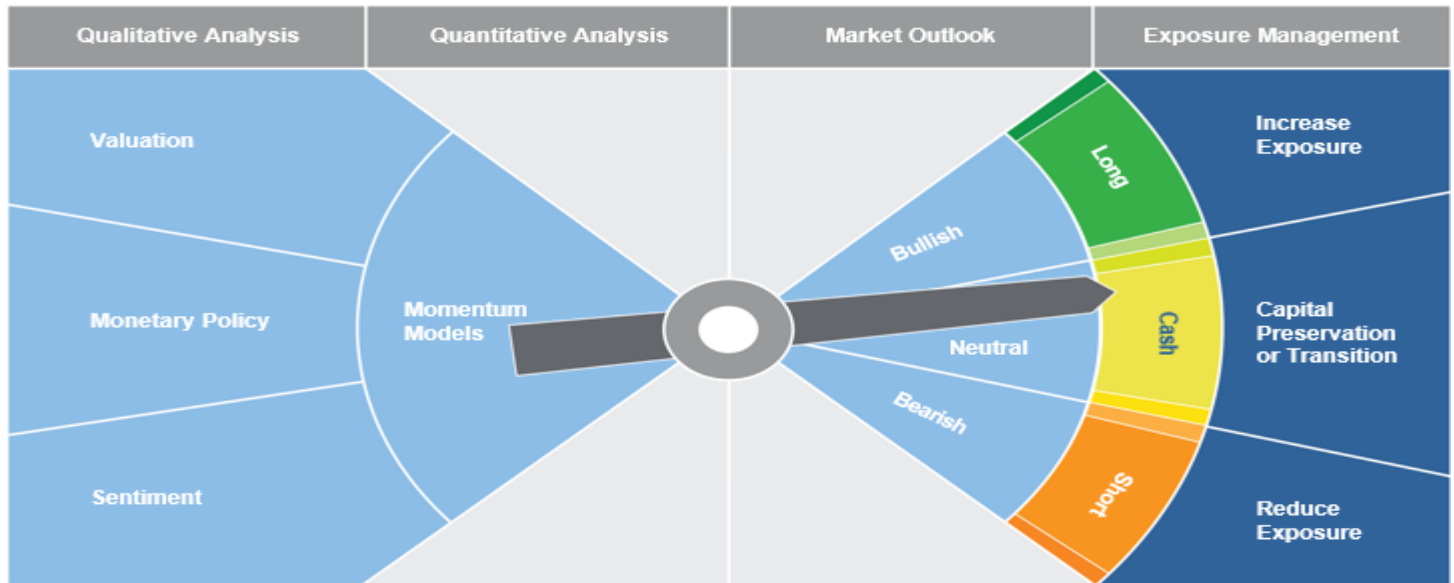 Qualitative Analysis
Quantitative Analysis
Market Outlook
Exposure Management
Valuation
Monetary Policy
Sentiment
Momentum
Models
Bullish
Neutral
Bearish
Long
Cash
Short
Increase
Exposure
Capital
Preservation
or Transition
Reduce
Exposure